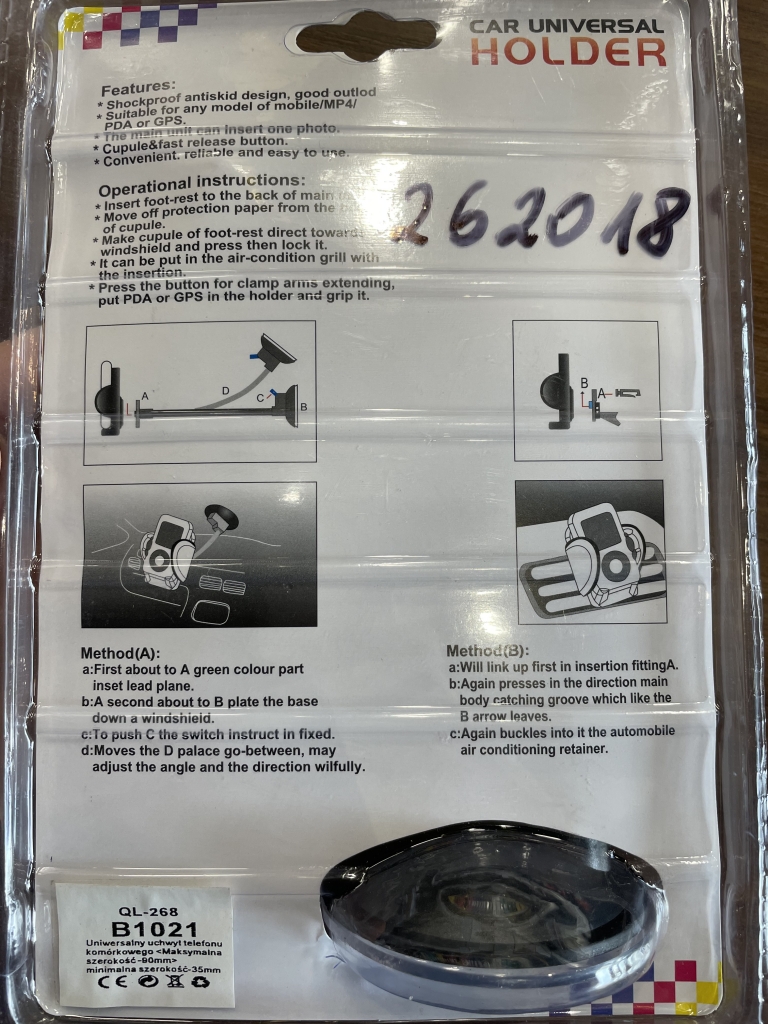 CAR UNIVERSAL
HOLDER
Features:
* Shockproof antiskid design, good outlod
* Suitable for any model of mobile/MP4/
PDA or GPS.
* The main unit can insert one photo.
* Cupule&fast release button.
* Convenient. reliable and easy to use.
Operational instructions:
* Insert foot-rest to the back of main
* Move off protection paper from the
of cupule.
* Make cupule of foot-rest direct toward
windshield and press then lock it.
* It can be put in the air-condition grill with
the insertion.
* Press the button for clamp arms extending,
put PDA or GPS in the holder and grip it.
262018
A
D
C
B
B
A
Method(A):
a:First about to A green colour part
inset lead plane.
b:A second about to B plate the base
down a windshield.
c:To push C the switch instruct in fixed.
d:Moves the D palace go-between, may
adjust the angle and the direction wilfully.
Method(B):
a:Will link up first in insertion fittingA.
b:Again presses in the direction main
body catching groove which like the
B arrow leaves.
c:Again buckles into it the automobile
air conditioning retainer.
QL-268
B1021
Uniwersalny uchwyt telefonu
komórkowego <Maksymalna
szerokość-90mm>
minimalna szerokość-35mm
CE